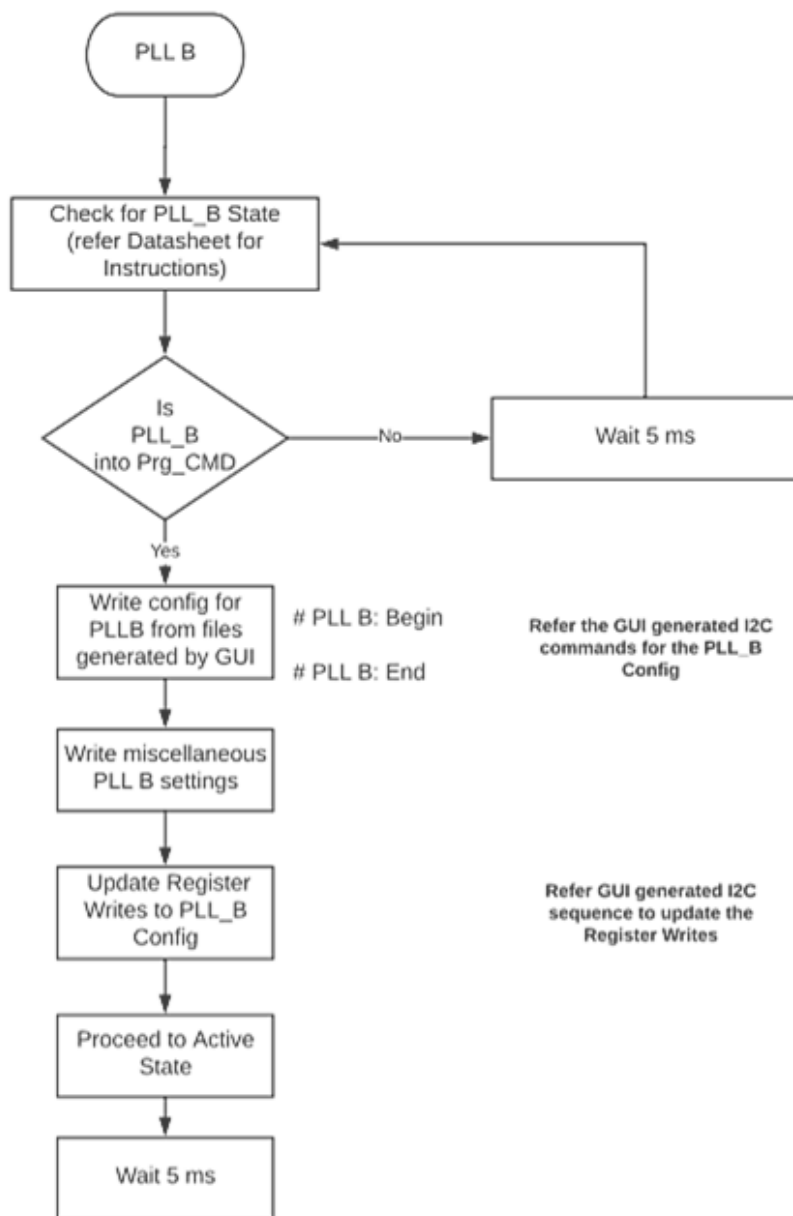 PLL B
Check for PLL_B State
(refer Datasheet for
Instructions)
Is
PLL_B
into Prg_CMD
No
Wait 5 ms
Yes
Write config for
PLLB from files
generated by GUI
# PLL B: Begin
# PLL B: End
Refer the GUI generated I2C
commands for the PLL_B
Config
Write miscellaneous
PLL B settings
Update Register
Writes to PLL_B
Config
Refer GUI generated I2C
sequence to update the
Register Writes
Proceed to Active
State
Wait 5 ms